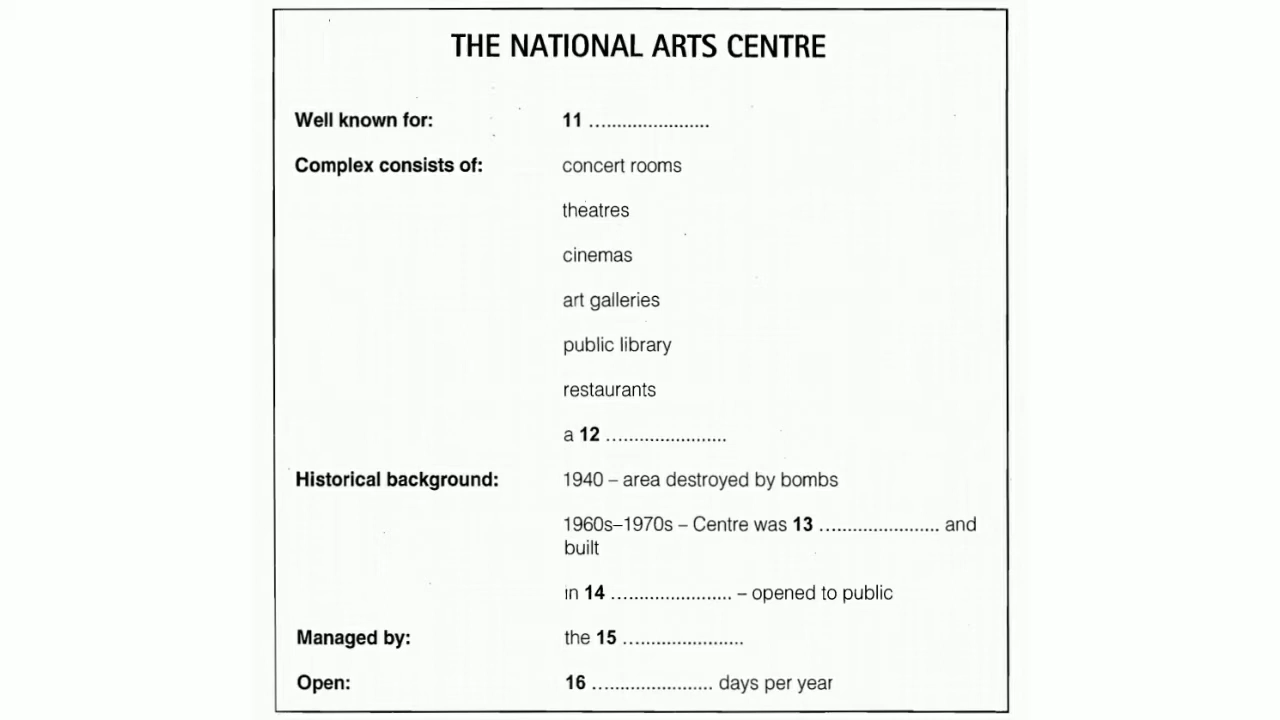 THE NATIONAL ARTS CENTRE
Well known for: 11 ......................
Complex consists of: concert rooms
theatres
cinemas
art galleries
public library
restaurants
a 12 ......................
Historical background: 1940 – area destroyed by bombs
1960s–1970s – Centre was 13 ...................... and
built
in 14 ...................... – opened to public
Managed by: the 15 ......................
Open: 16 ...................... days per year